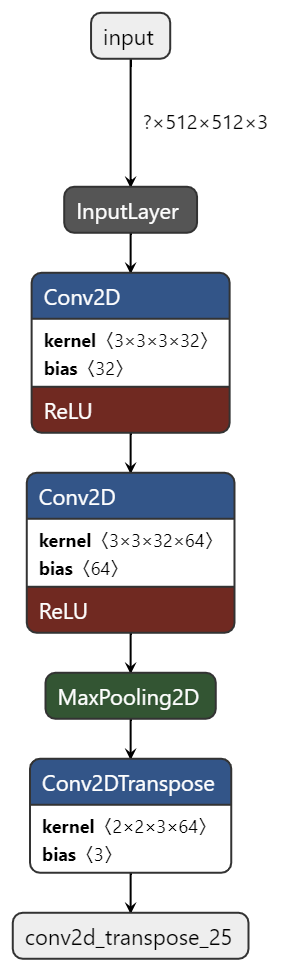 input
?×512×512×3
InputLayer
Conv2D
kernel 〈3×3×3×32〉
bias 〈32〉
ReLU
Conv2D
kernel 〈3×3×32×64〉
bias 〈64〉
ReLU
MaxPooling2D
Conv2DTranspose
kernel 〈2×2×3×64〉
bias 〈3〉
conv2d_transpose_25